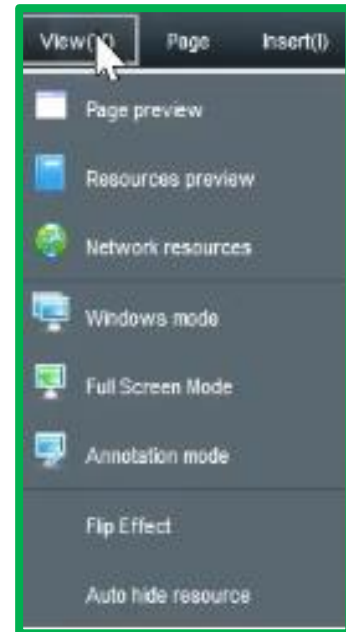 View(V) Page Insert(I)
Page preview
Resources preview
Network resources
Windows mode
Full Screen Mode
Annotation mode
Flip Effect
Auto hide resource